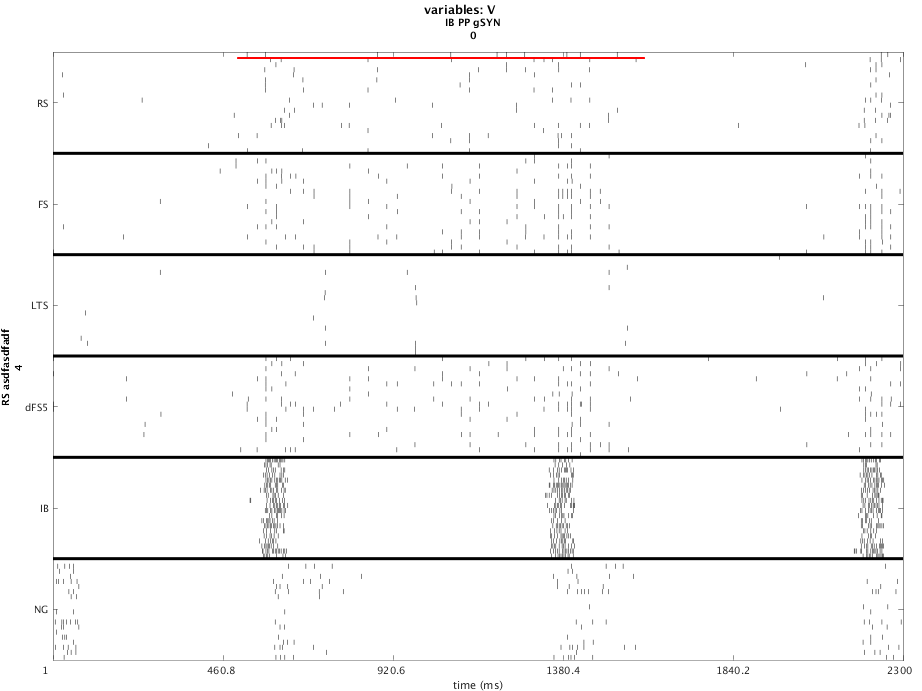 variables: V
IB PP gSYN
0
RS
FS
LTS
dFS5
IB
NG
RS asdfasdfadf
4
1
460.8
920.6
1380.4
1840.2
2300
time (ms)